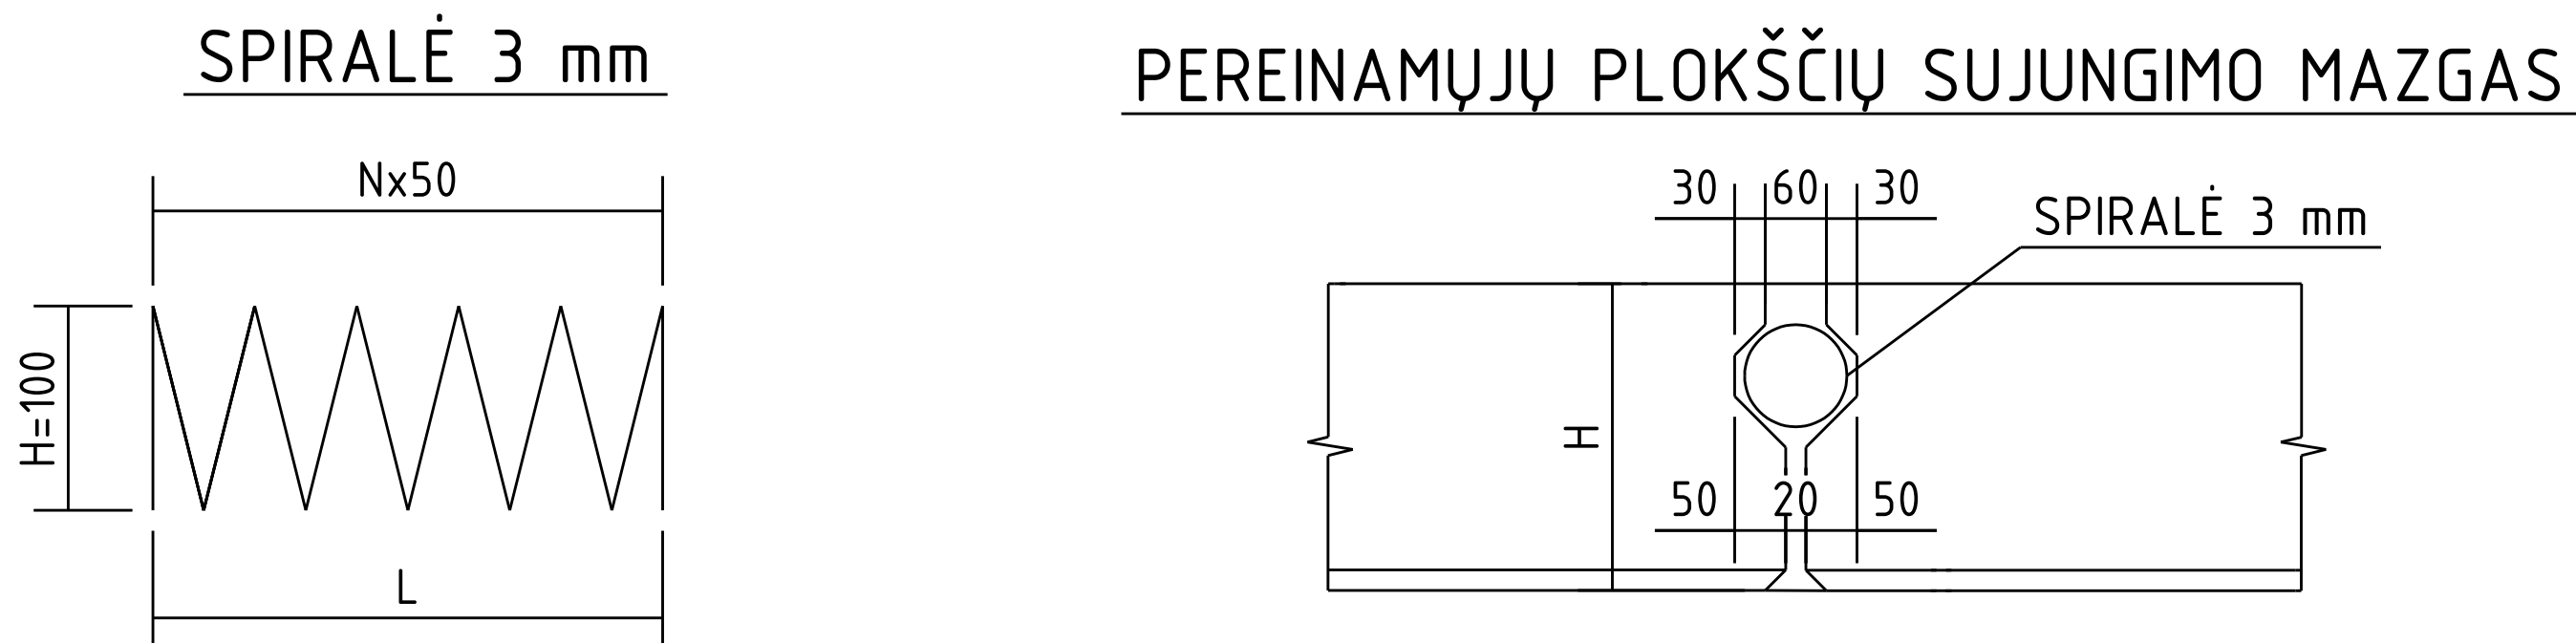 SPIRALĖ 3 mm
Nx50
H=100
L
PEREINAMŲJŲ PLOKŠČIŲ SUJUNGIMO MAZGAS
30 60 30
SPIRALĖ 3 mm
H
50 20 50